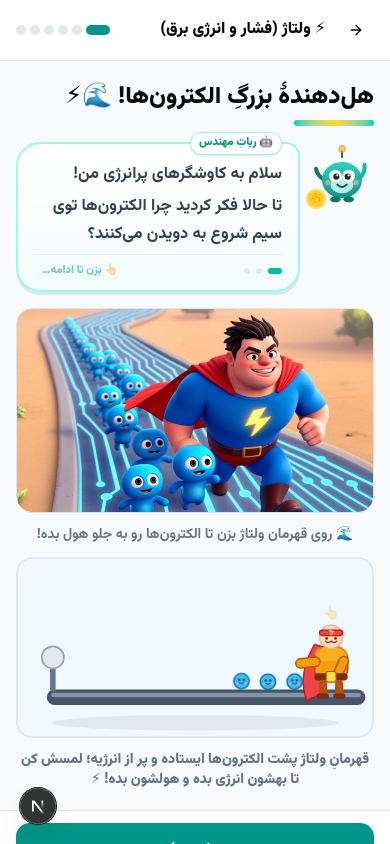 ⚡ ولتاژ (فشار و انرژی برق)
هل‌دهندهٔ بزرگِ الکترون‌ها! 🌊⚡
🤖 رباتِ مهندس
سلام به کاوشگرهای پرانرژی من!
تا حالا فکر کردید چرا الکترون‌ها توی
سیم شروع به دویدن می‌کنند؟
👆 بزن تا ادامه...
🌊 روی قهرمان ولتاژ بزن تا الکترون‌ها رو به جلو هول بده!
قهرمانِ ولتاژ پشت الکترون‌ها ایستاده و پر از انرژیه؛ لمسش کن
تا بهشون انرژی بده و هولشون بده! ⚡
N